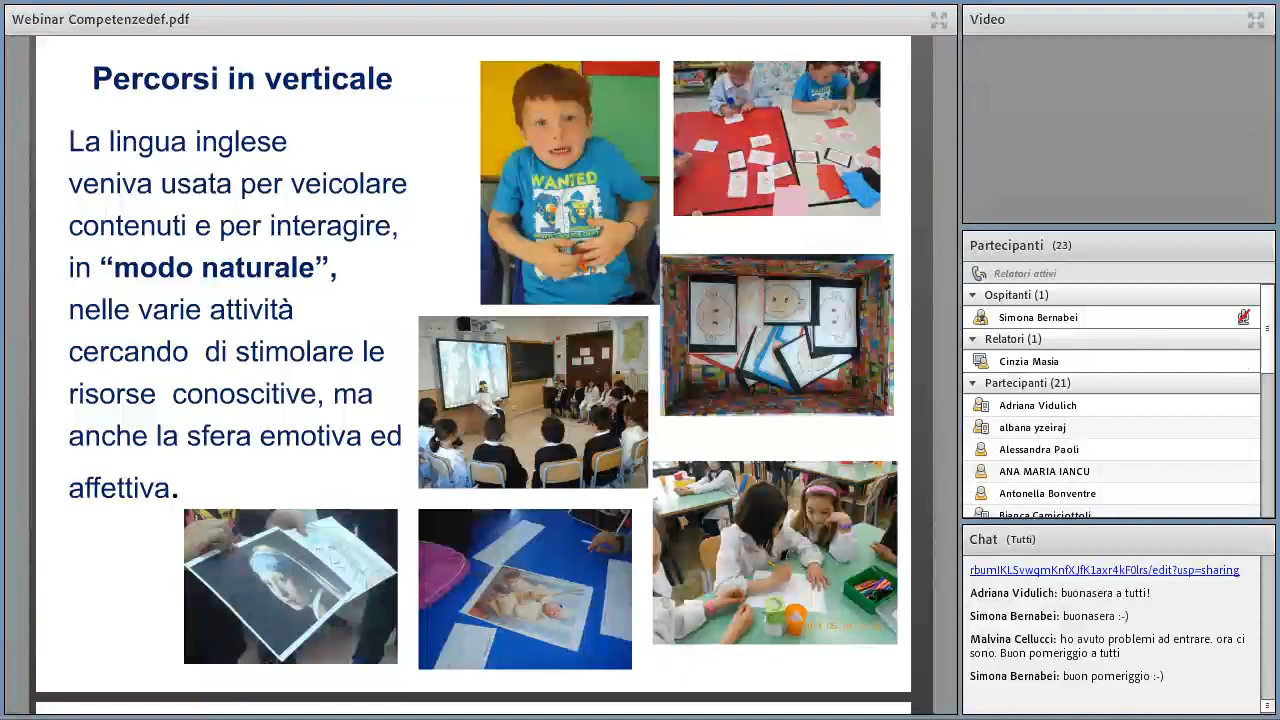 Webinar Competenzedef.pdf
Percorsi in verticale
La lingua inglese
veniva usata per veicolare
contenuti e per interagire,
in “modo naturale”,
nelle varie attività
cercando di stimolare le
risorse conoscitive, ma
anche la sfera emotiva ed
affettiva.
WANTED
Video
Partecipanti (23)
Relatori attivi
Ospitanti (1)
Simona Bernabei
Relatori (1)
Cinzia Masia
Partecipanti (21)
Adriana Vidulich
albana yzeiraj
Alessandra Paoli
ANA MARIA IANCU
Antonella Bonventre
Bianca Camiciottoli
Chat (Tutti)
rbumIKLSvwqmKnfXJfK1axr4kF0lrs/edit?usp=sharing
Adriana Vidulich: buonasera a tutti!
Simona Bernabei: buonasera :-)
Malvina Cellucci: ho avuto problemi ad entrare. ora ci
sono. Buon pomeriggio a tutti
Simona Bernabei: buon pomeriggio :-)